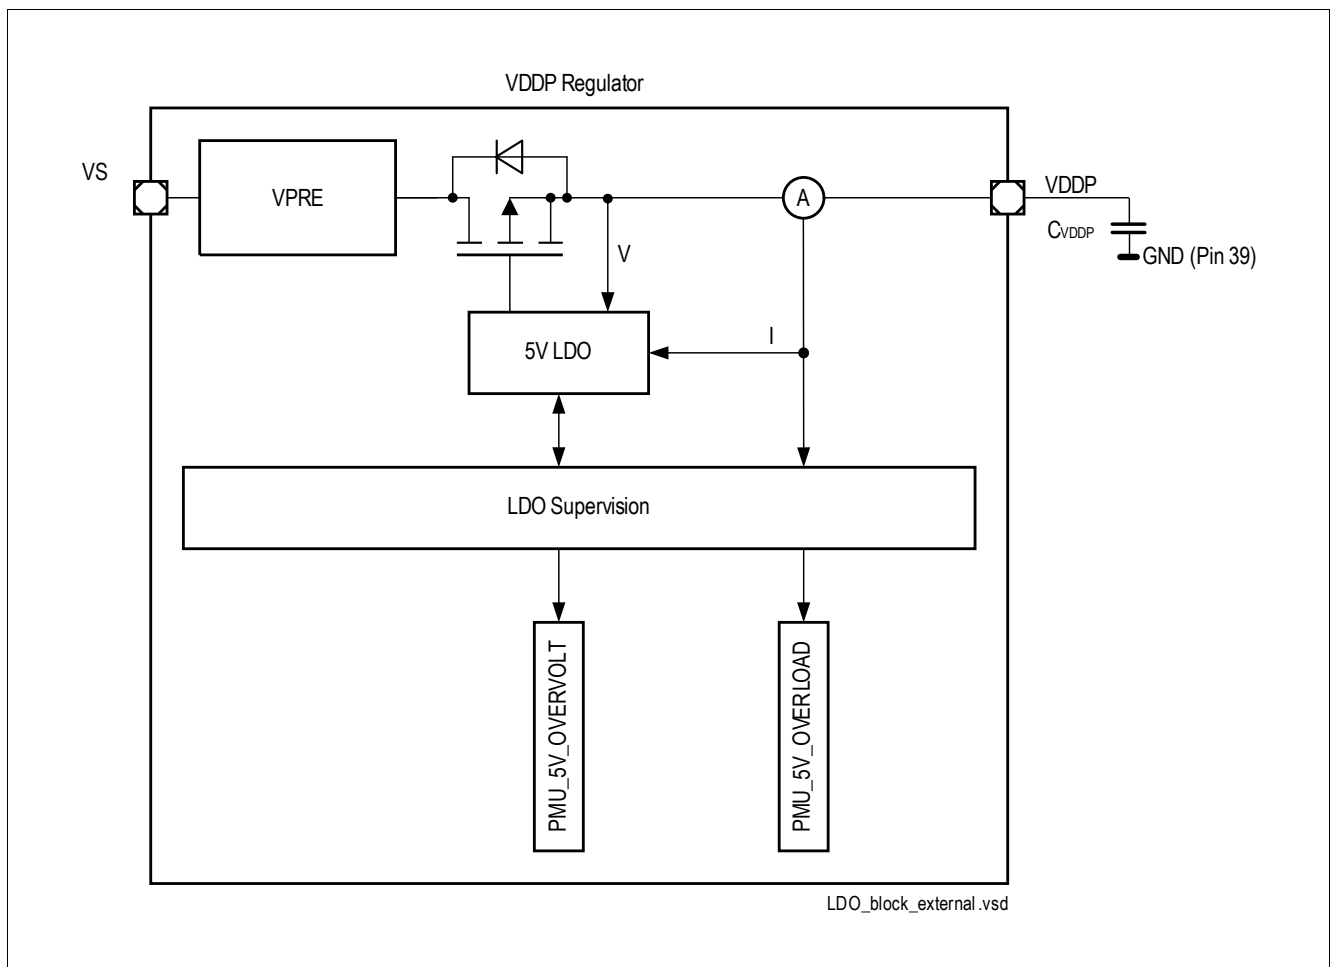 VDDP Regulator
VS
VPRE
A
VDDP
CVDDP
GND (Pin 39)
V
5V LDO
I
LDO Supervision
PMU_5V_OVERVOLT
PMU_5V_OVERLOAD
LDO_block_external.vsd